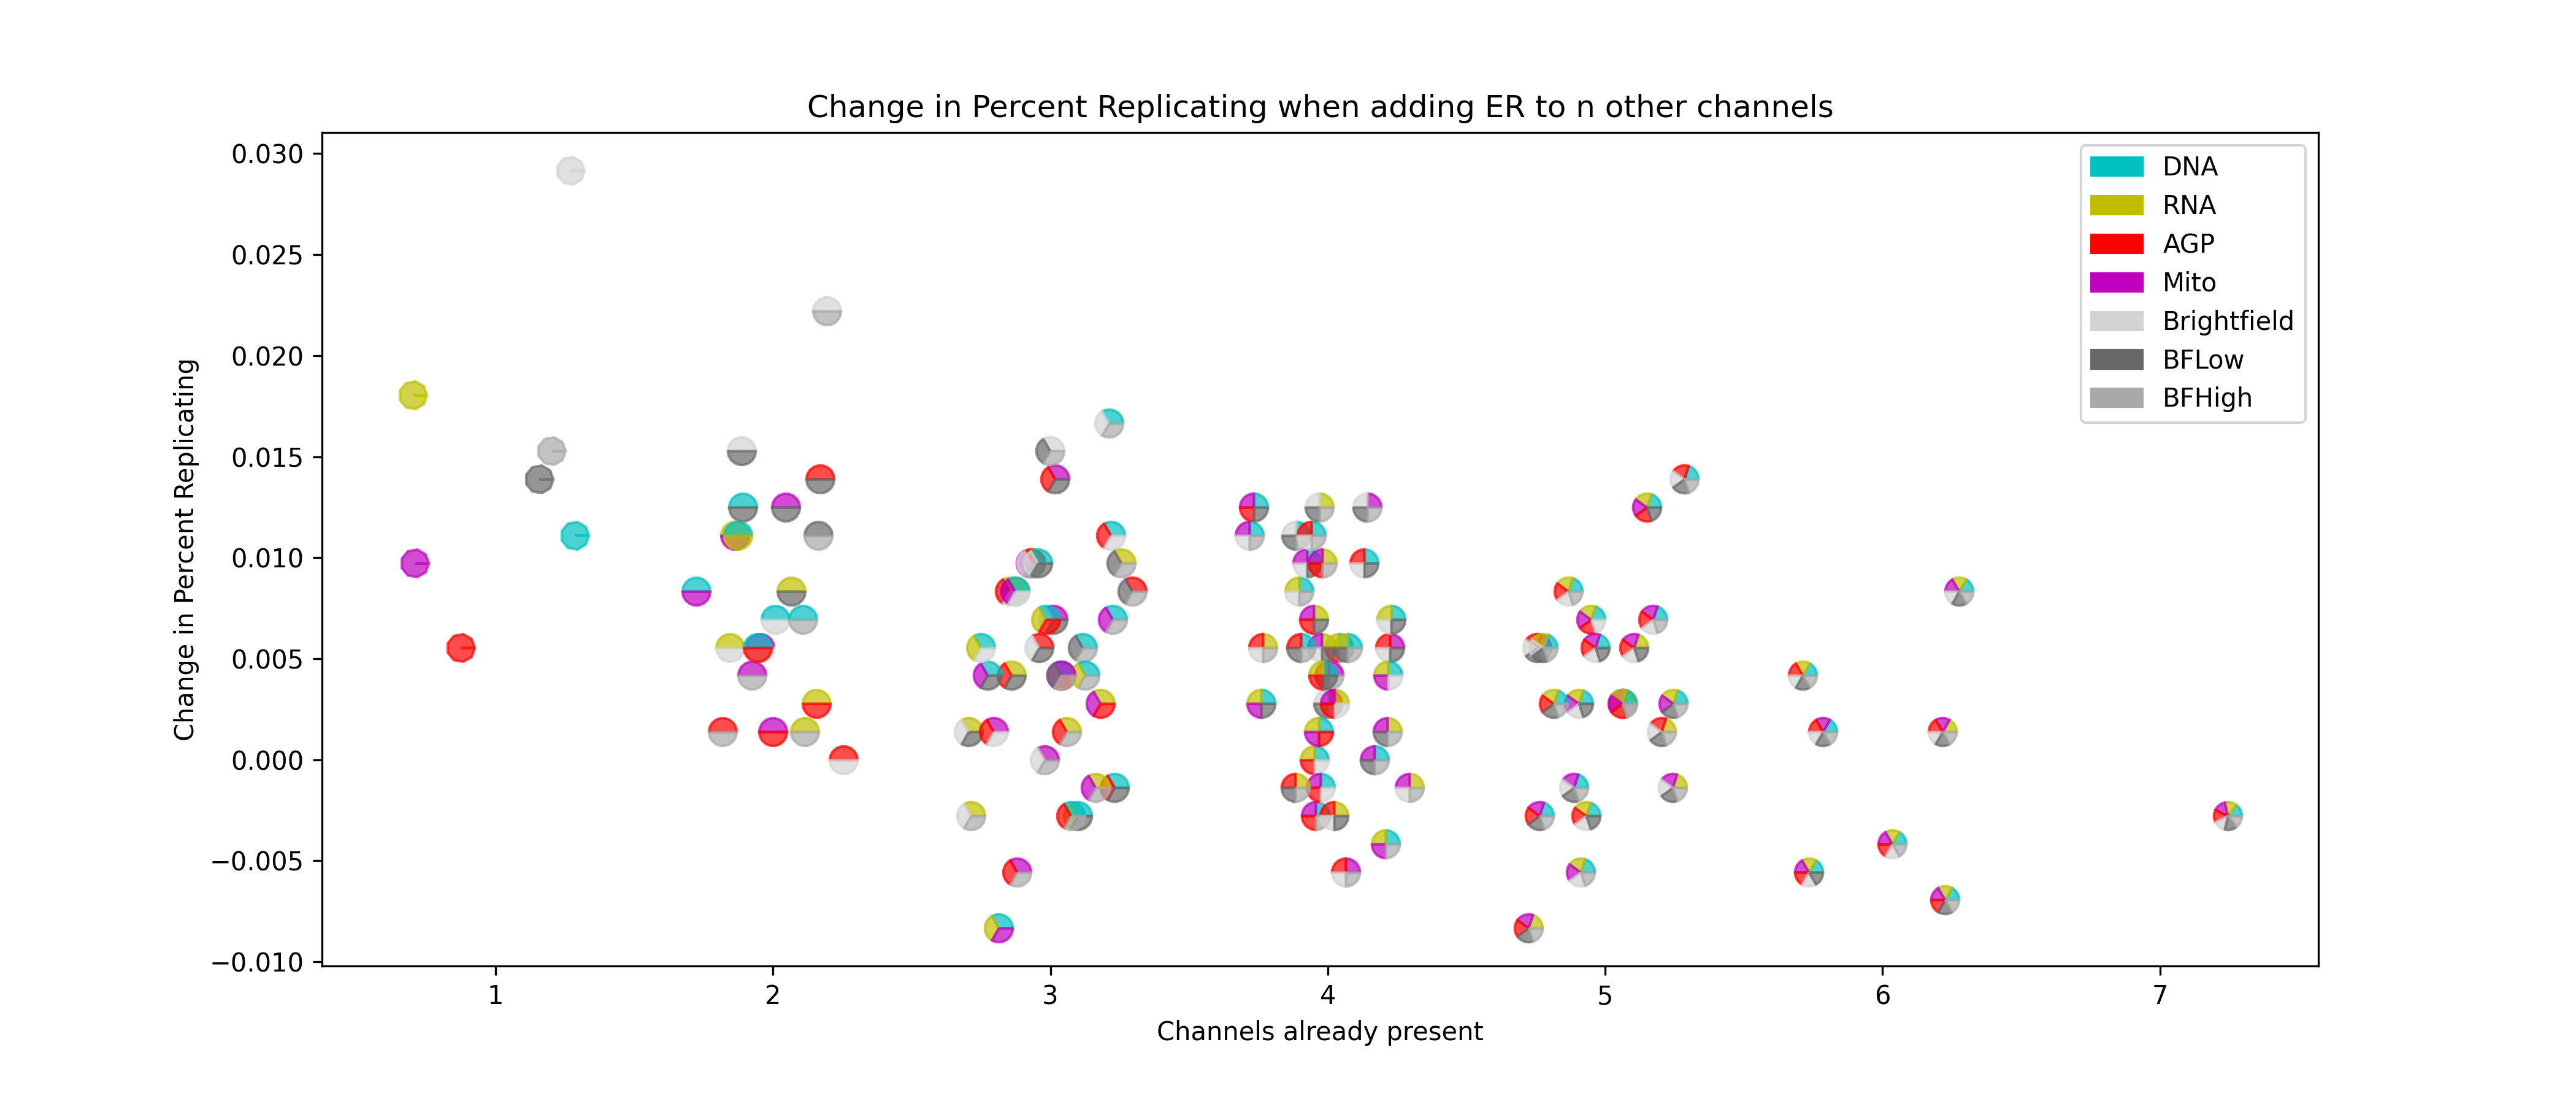 Change in Percent Replicating when adding ER to n other channels
0.030
0.025
0.020
0.015
0.010
0.005
0.000
−0.005
−0.010
Change in Percent Replicating
DNA
RNA
AGP
Mito
Brightfield
BFLow
BFHigh
1 2 3 4 5 6 7
Channels already present